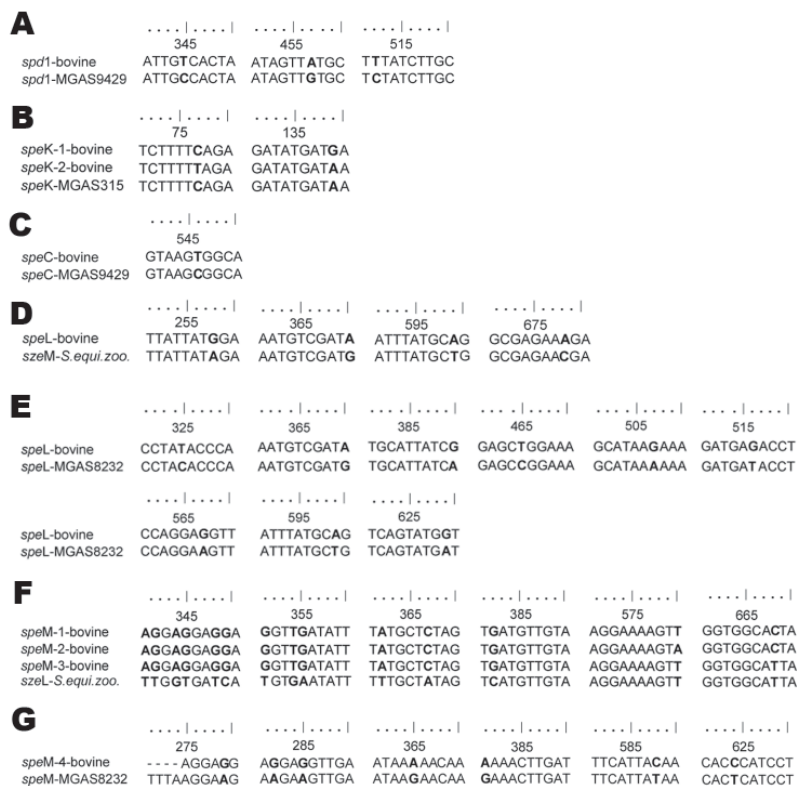 A
. . . . | . . . . | . . . . | . . . . | . . . . | . . . . |
345 455 515
spd1-bovine ATTGTCACTA ATAGTTATGC TTTATCTTGC
spd1-MGAS9429 ATTGCCACTA ATAGTTGTGC TCTATCTTGC
B
. . . . | . . . . | . . . . | . . . . |
75 135
speK-1-bovine TCTTTTCAGA GATATGATGA
speK-2-bovine TCTTTTTAGA GATATGATAA
speK-MGAS315 TCTTTTCAGA GATATGATAA
C
. . . . | . . . . |
545
speC-bovine GTAAGTGGCA
speC-MGAS9429 GTAAGCGGCA
D
. . . . | . . . . | . . . . | . . . . | . . . . | . . . . | . . . . | . . . . |
255 365 595 675
speL-bovine TTATTATGGA AATGTCGATA ATTTATGCAG GCGAGAAAGA
szeM-S.equi.zoo. TTATTATAGA AATGTCGATG ATTTATGCTG GCGAGAACGA
E
. . . . | . . . . | . . . . | . . . . | . . . . | . . . . | . . . . | . . . . | . . . . | . . . . | . . . . | . . . . |
325 365 385 465 505 515
speL-bovine CCTATACCCA AATGTCGATA TGCATTATCG GAGCTGGAAA GCATAAGAAA GATGAGACCT
speL-MGAS8232 CCTACACCCA AATGTCGATG TGCATTATCA GAGCCGGAAA GCATAAAAAA GATGATACCT
. . . . | . . . . | . . . . | . . . . | . . . . | . . . . |
565 595 625
speL-bovine CCAGGAGGTT ATTTATGCAG TCAGTATGGT
speL-MGAS8232 CCAGGAAGTT ATTTATGCTG TCAGTATGAT
F
. . . . | . . . . | . . . . | . . . . | . . . . | . . . . | . . . . | . . . . | . . . . | . . . . | . . . . | . . . . |
345 355 365 385 575 665
speM-1-bovine AGGAGGAGGA GGTTGATATT TATGCTCTAG TGATGTTGTA AGGAAAAGTT GGTGGCACTA
speM-2-bovine AGGAGGAGGA GGTTGATATT TATGCTCTAG TGATGTTGTA AGGAAAAGTA GGTGGCACTA
speM-3-bovine AGGAGGAGGA GGTTGATATT TATGCTCTAG TGATGTTGTA AGGAAAAGTT GGTGGCATTA
szeL-S.equi.zoo. TTGGTGATCA TGTGAATATT TTTGCTATAG TCATGTTGTA AGGAAAAGTT GGTGGCATTA
G
. . . . | . . . . | . . . . | . . . . | . . . . | . . . . | . . . . | . . . . | . . . . | . . . . | . . . . | . . . . |
275 285 365 385 585 625
speM-4-bovine ----AGGAGG AGGAGGTTGA ATAAAAACAA AAAACTTGAT TTCATTACAA CACCCATCCT
speM-MGAS8232 TTTAAGGAAG AAGAAGTTGA ATAAGAACAA GAAACTTGAT TTCATTATAA CACTCATCCT